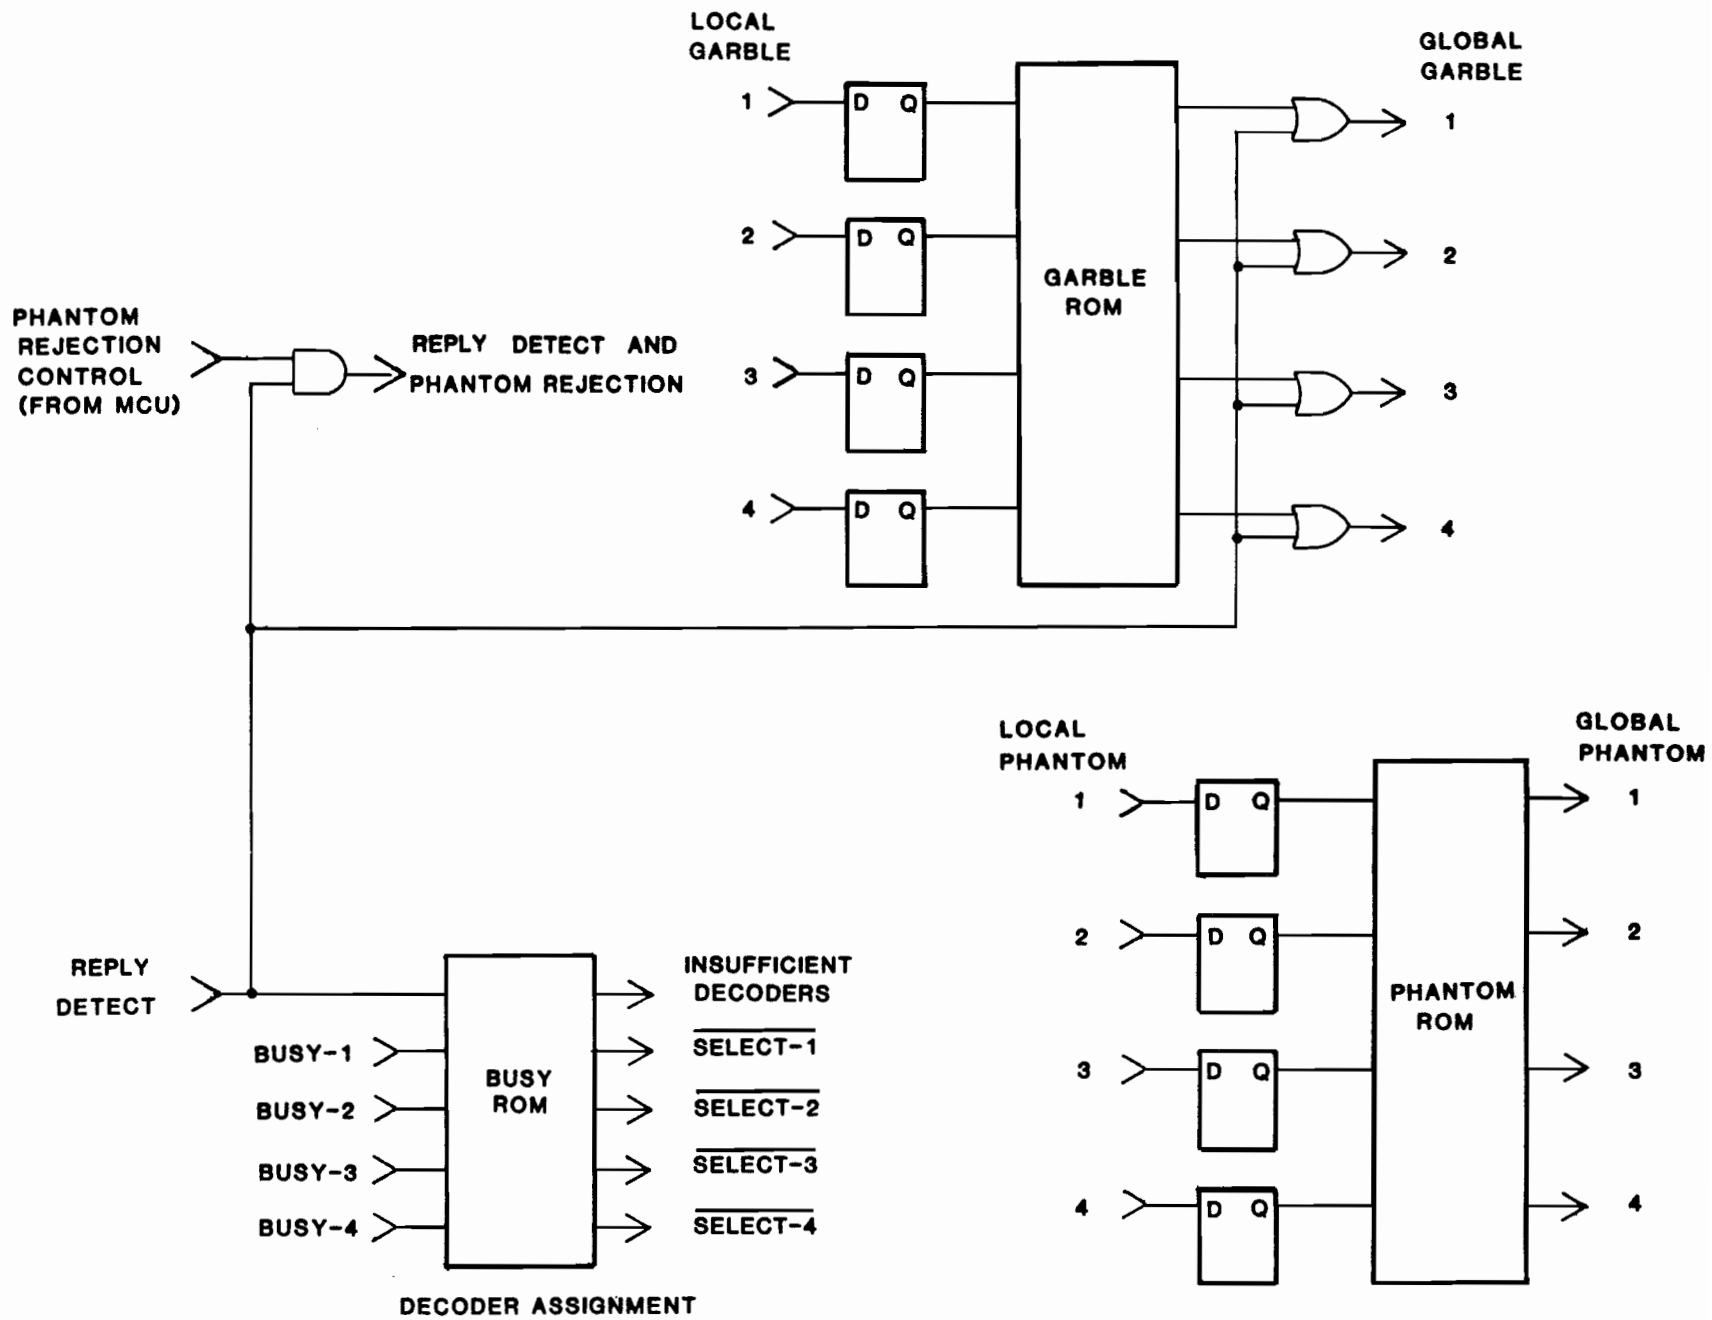 LOCAL
GARBLE
GLOBAL
GARBLE
1
D Q
1
2
D Q
2
GARBLE
ROM
PHANTOM
REJECTION
CONTROL
(FROM MCU)
REPLY DETECT AND
PHANTOM REJECTION
3
D Q
3
4
D Q
4
LOCAL
PHANTOM
GLOBAL
PHANTOM
1
D Q
1
2
D Q
2
PHANTOM
ROM
3
D Q
3
4
D Q
4
REPLY
DETECT
BUSY-1
BUSY-2
BUSY-3
BUSY-4
BUSY
ROM
INSUFFICIENT
DECODERS
SELECT-1
SELECT-2
SELECT-3
SELECT-4
DECODER ASSIGNMENT